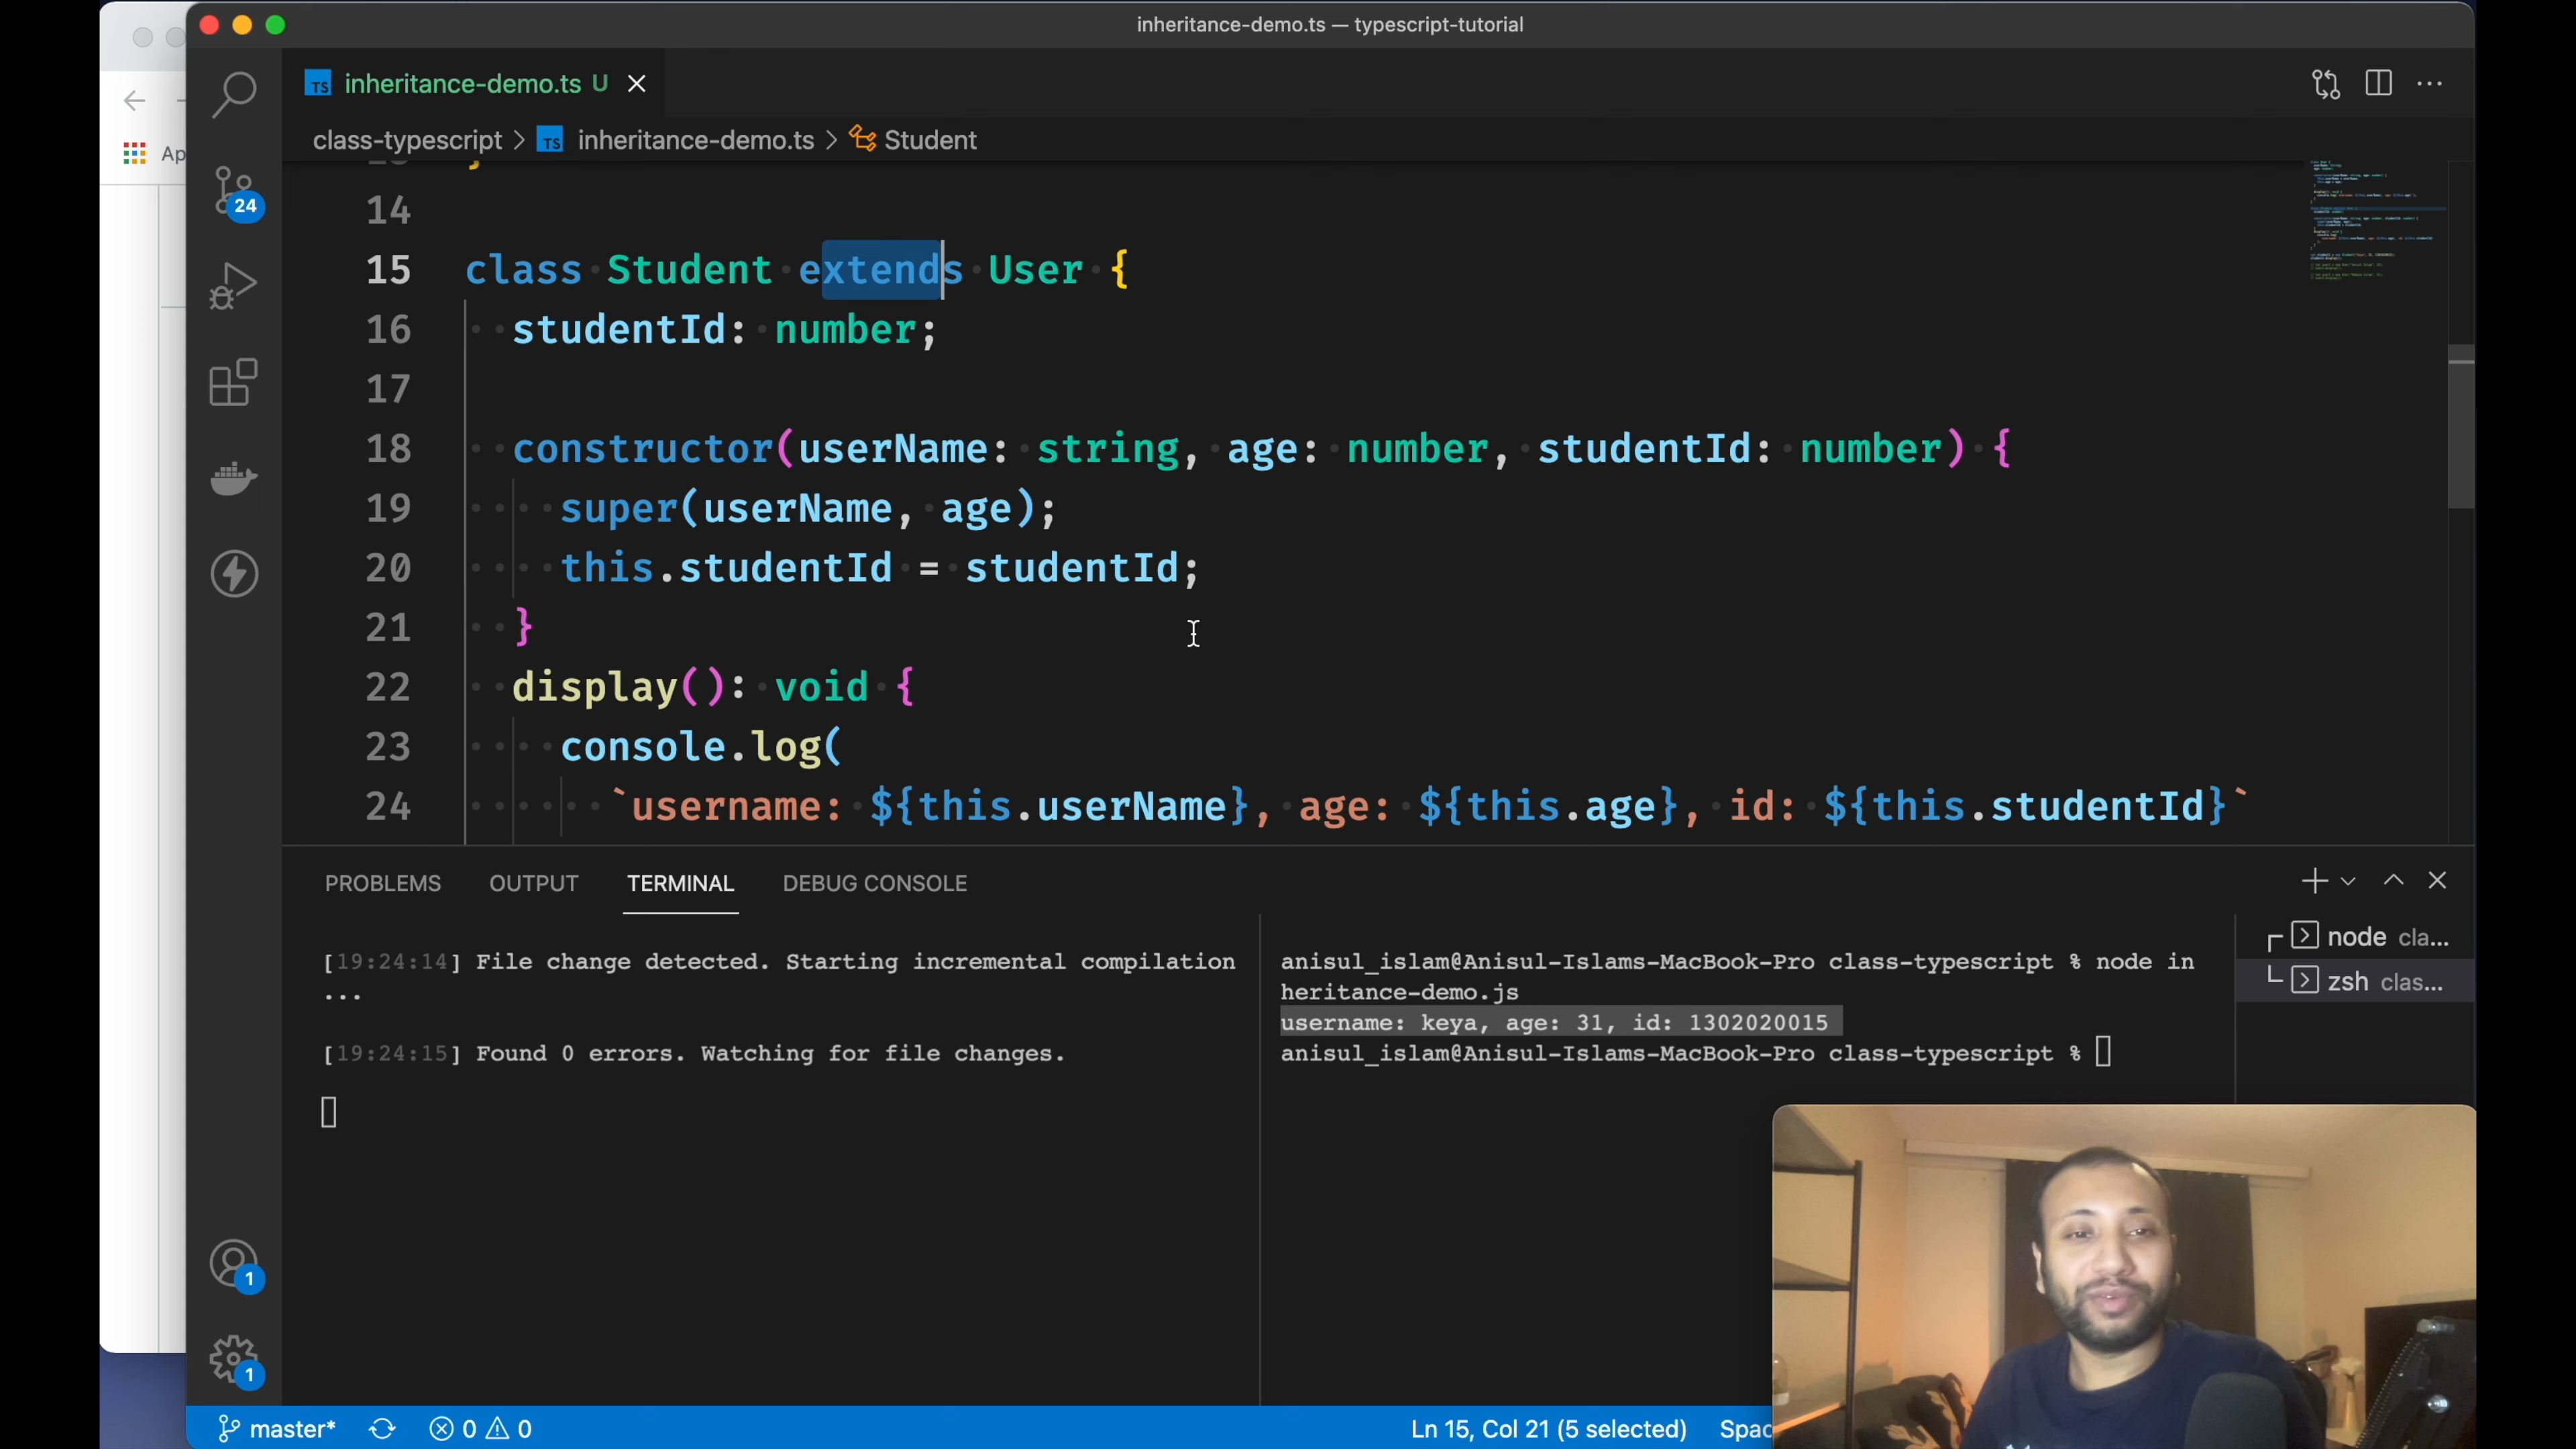 inheritance-demo.ts — typescript-tutorial
TS inheritance-demo.ts U
class-typescript > TS inheritance-demo.ts > Student
Ap
24
14
15 class Student extends User {
16 studentId: number;
17
18 constructor(userName: string, age: number, studentId: number) {
19 super(userName, age);
20 this.studentId = studentId;
21 }
22 display(): void {
23 console.log(
24 `username: ${this.userName}, age: ${this.age}, id: ${this.studentId}`
PROBLEMS OUTPUT TERMINAL DEBUG CONSOLE
[19:24:14] File change detected. Starting incremental compilation
...
[19:24:15] Found 0 errors. Watching for file changes.
anisul_islam@Anisul-Islams-MacBook-Pro class-typescript % node in
heritance-demo.js
username: keya, age: 31, id: 1302020015
anisul_islam@Anisul-Islams-MacBook-Pro class-typescript %
node cla...
zsh clas...
1
1
master* 0 0 Ln 15, Col 21 (5 selected) Spac